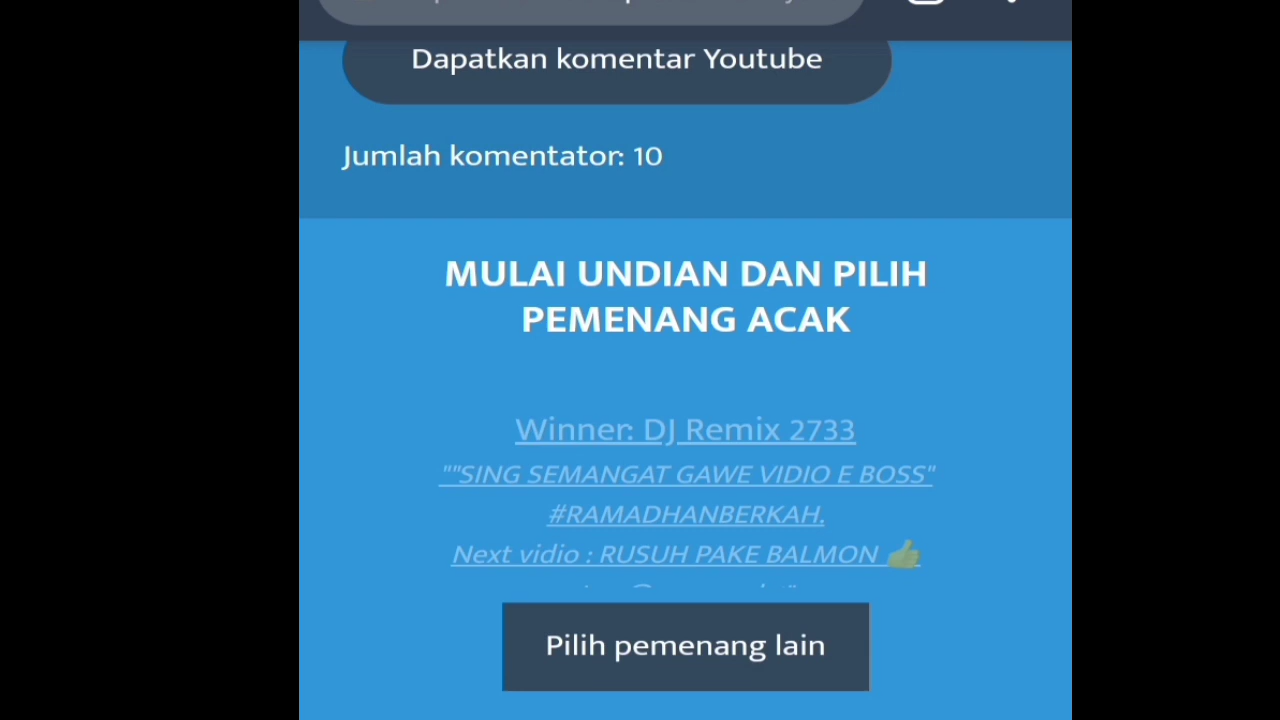 Dapatkan komentar Youtube
Jumlah komentator: 10
MULAI UNDIAN DAN PILIH
PEMENANG ACAK
Winner: DJ Remix 2733
""SING SEMANGAT GAWE VIDIO E BOSS"
#RAMADHANBERKAH.
Next vidio : RUSUH PAKE BALMON 👍
Pilih pemenang lain